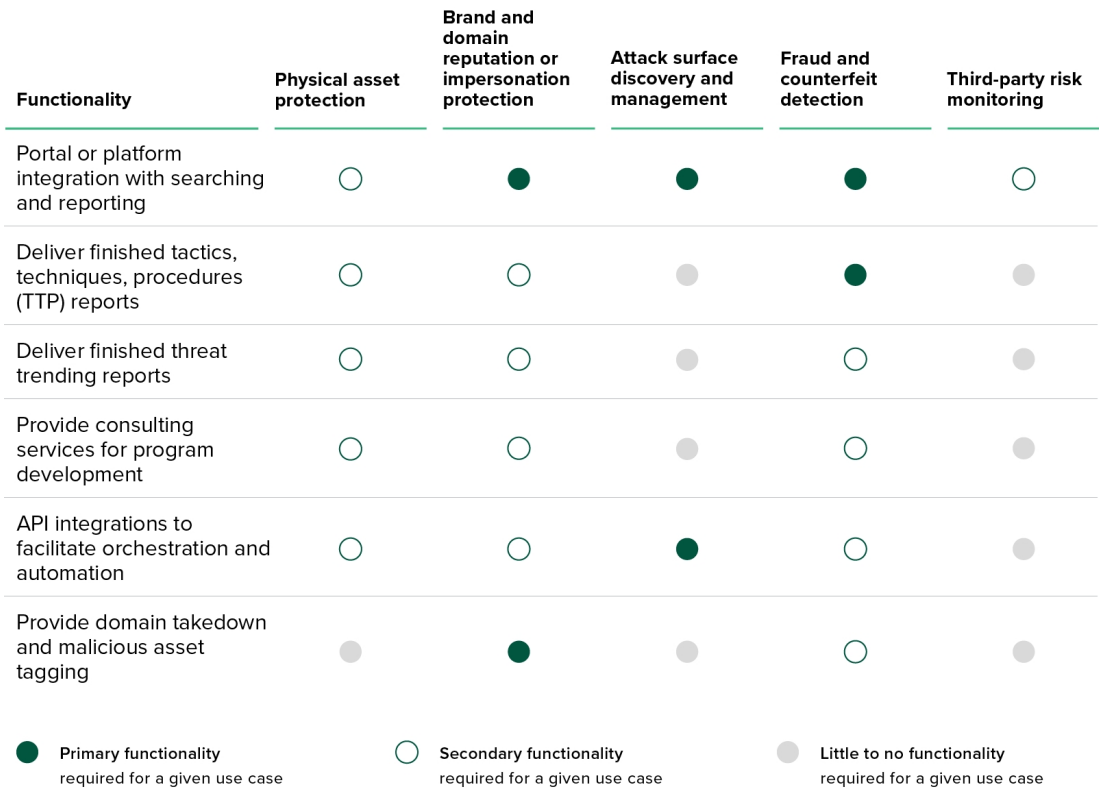 Functionality
Physical asset
protection
Brand and
domain
reputation or
impersonation
protection
Attack surface
discovery and
management
Fraud and
counterfeit
detection
Third-party risk
monitoring
Portal or platform
integration with searching
and reporting
Deliver finished tactics,
techniques, procedures
(TTP) reports
Deliver finished threat
trending reports
Provide consulting
services for program
development
API integrations to
facilitate orchestration and
automation
Provide domain takedown
and malicious asset
tagging
Primary functionality
required for a given use case
Secondary functionality
required for a given use case
Little to no functionality
required for a given use case